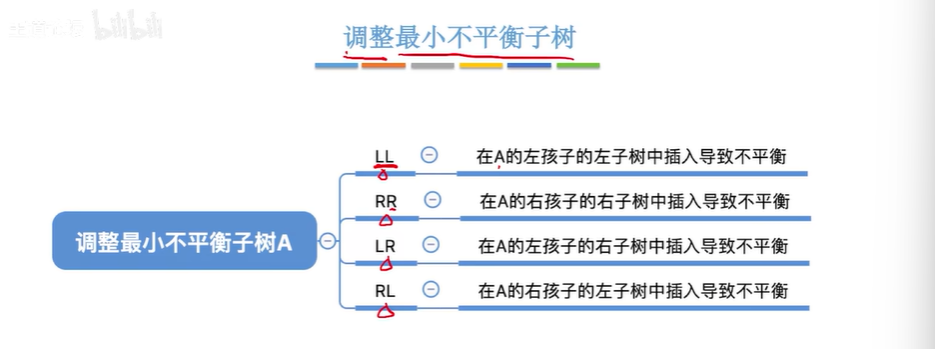 bilibili
调整最小不平衡子树
调整最小不平衡子树A
LL 在A的左孩子的左子树中插入导致不平衡
RR 在A的右孩子的右子树中插入导致不平衡
LR 在A的左孩子的右子树中插入导致不平衡
RL 在A的右孩子的左子树中插入导致不平衡